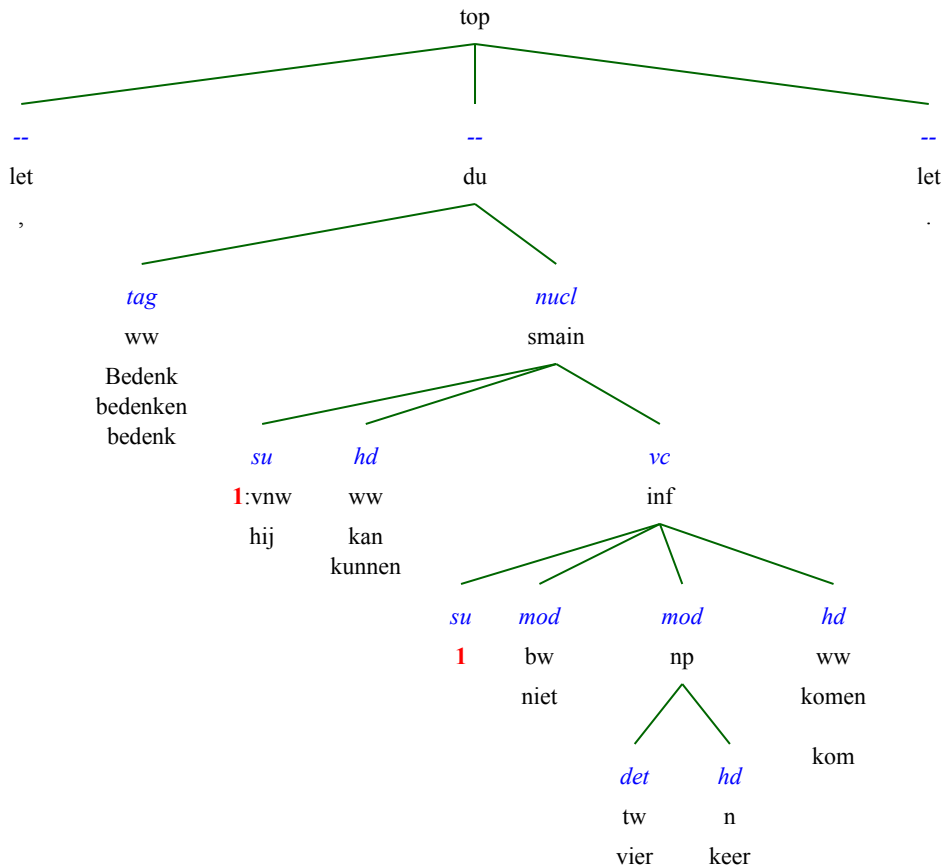 top
-- -- --
let du let
, .
tag nucl
ww smain
Bedenk
bedenken
bedenk
su hd vc
1:vnw ww inf
hij kan
kunnen
su mod mod hd
1 bw np ww
niet komen
kom
det hd
tw n
vier keer